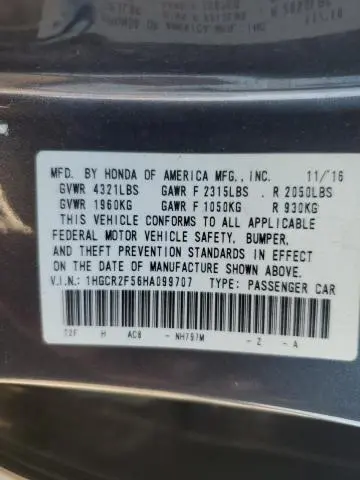 MFD. BY HONDA OF AMERICA MFG., INC. 11/16
GVWR 4321LBS GAWR F 2315LBS R 2050LBS
GVWR 1960KG GAWR F 1050KG R 930KG
THIS VEHICLE CONFORMS TO ALL APPLICABLE
FEDERAL MOTOR VEHICLE SAFETY, BUMPER,
AND THEFT PREVENTION STANDARDS IN EFFECT
ON THE DATE OF MANUFACTURE SHOWN ABOVE.
V.I.N.: 1HGCR2F56HA099707 TYPE: PASSENGER CAR
C2F H AC8 - NH797M - 2 - A